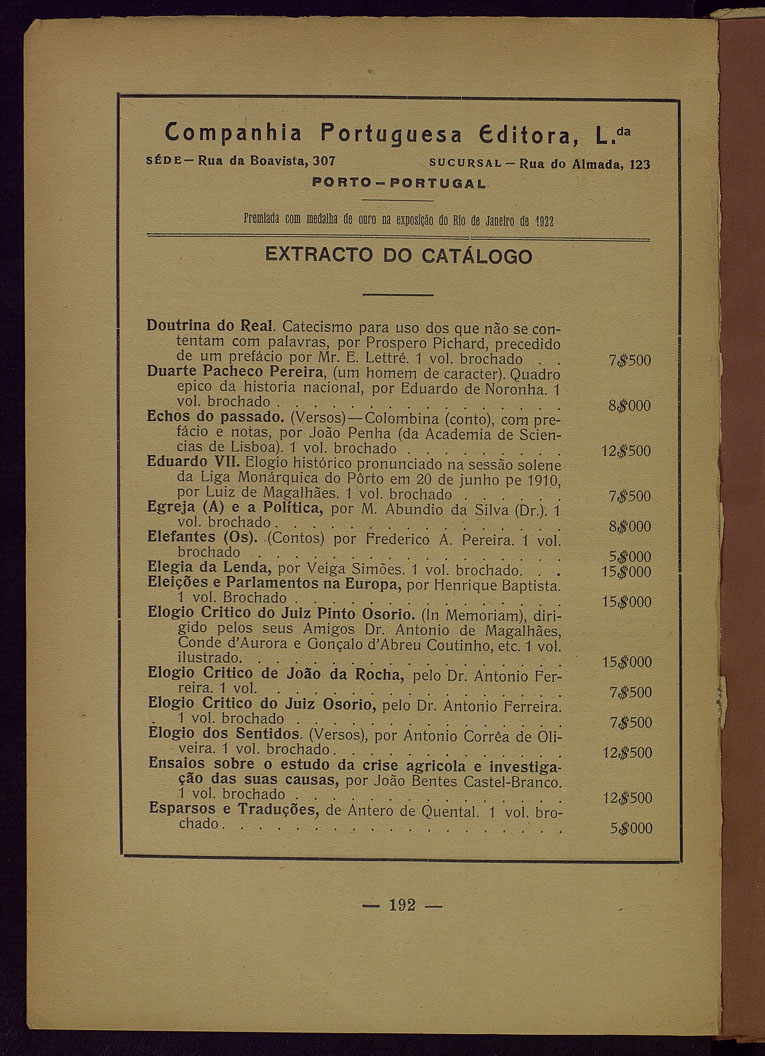 Companhia Portuguesa Editora, L.da
SÉDE — Rua da Boavista, 307 SUCURSAL — Rua do Almada, 123
PORTO — PORTUGAL
Premiada com medalha de ouro na exposição do Rio de Janeiro de 1922
EXTRACTO DO CATÁLOGO
Doutrina do Real. Catecismo para uso dos que não se con-
tentam com palavras, por Prospero Pichard, precedido
de um prefácio por Mr. E. Lettré. 1 vol. brochado . . 7$500
Duarte Pacheco Pereira, (um homem de caracter). Quadro
epico da historia nacional, por Eduardo de Noronha. 1
vol. brochado . . . . . . . . . . . . . . . . 8$000
Echos do passado. (Versos)—Colombina (conto), com pre-
fácio e notas, por João Penha (da Academia de Scien-
cias de Lisboa). 1 vol. brochado . . . . . . . . . 12$500
Eduardo VII. Elogio histórico pronunciado na sessão solene
da Liga Monárquica do Pôrto em 20 de junho pe 1910,
por Luiz de Magalhães. 1 vol. brochado . . . . . . 7$500
Egreja (A) e a Política, por M. Abundio da Silva (Dr.). 1
vol. brochado . . . . . . . . . . . . . . . . 8$000
Elefantes (Os). (Contos) por Frederico A. Pereira. 1 vol.
brochado . . . . . . . . . . . . . . . . . 5$000
Elegia da Lenda, por Veiga Simões. 1 vol. brochado. . . 15$000
Eleições e Parlamentos na Europa, por Henrique Baptista.
1 vol. Brochado . . . . . . . . . . . . . . . 15$000
Elogio Critico do Juiz Pinto Osorio. (In Memoriam), diri-
gido pelos seus Amigos Dr. Antonio de Magalhães,
Conde d'Aurora e Gonçalo d'Abreu Coutinho, etc. 1 vol.
ilustrado. . . . . . . . . . . . . . . . . . 15$000
Elogio Critico de João da Rocha, pelo Dr. Antonio Fer-
reira. 1 vol. . . . . . . . . . . . . . . . . 7$500
Elogio Critico do Juiz Osorio, pelo Dr. Antonio Ferreira.
. 1 vol. brochado . . . . . . . . . . . . . . . 7$500
Elogio dos Sentidos. (Versos), por Antonio Corrêa de Oli-
veira. 1 vol. brochado . . . . . . . . . . . . . 12$500
Ensaios sobre o estudo da crise agricola e investiga-
ção das suas causas, por João Bentes Castel-Branco.
1 vol. brochado . . . . . . . . . . . . . . . 12$500
Esparsos e Traduções, de Antero de Quental. 1 vol. bro-
chado . . . . . . . . . . . . . . . . . . . 5$000
— 192 —